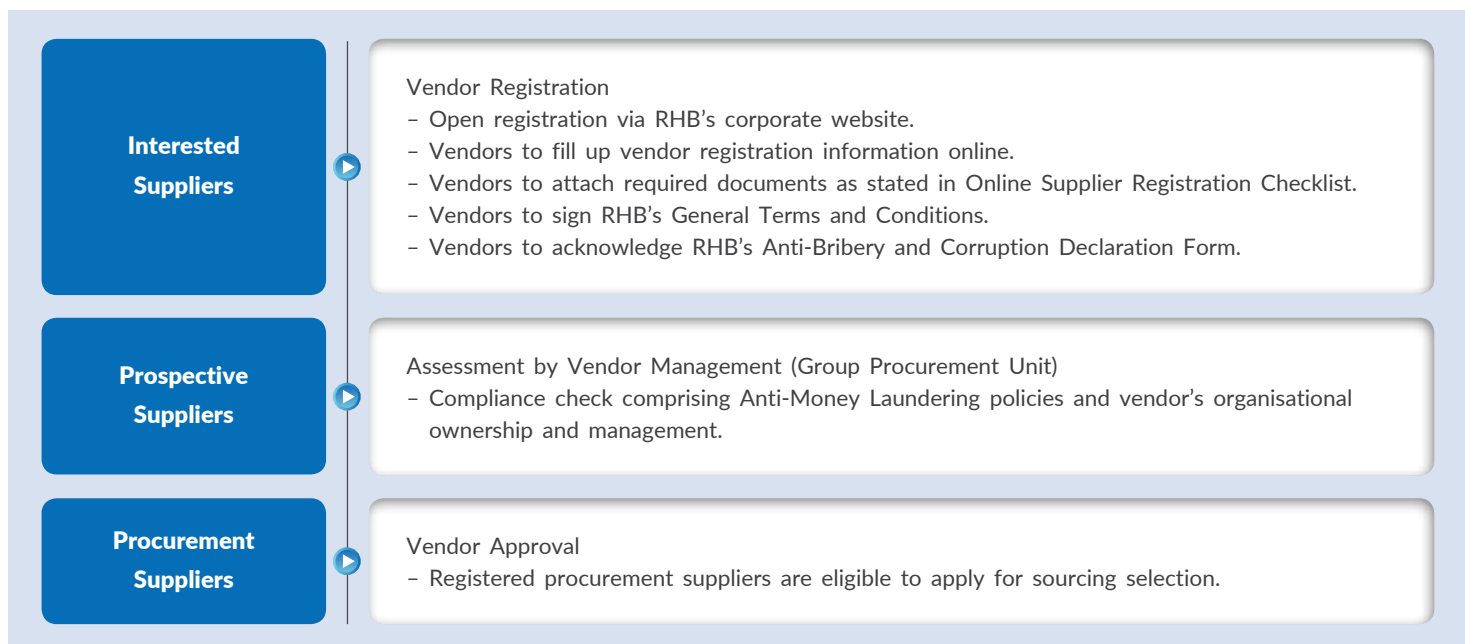 Interested
Suppliers
Vendor Registration
– Open registration via RHB's corporate website.
– Vendors to fill up vendor registration information online.
– Vendors to attach required documents as stated in Online Supplier Registration Checklist.
– Vendors to sign RHB's General Terms and Conditions.
– Vendors to acknowledge RHB's Anti-Bribery and Corruption Declaration Form.
Prospective
Suppliers
Assessment by Vendor Management (Group Procurement Unit)
– Compliance check comprising Anti-Money Laundering policies and vendor's organisational
ownership and management.
Procurement
Suppliers
Vendor Approval
– Registered procurement suppliers are eligible to apply for sourcing selection.